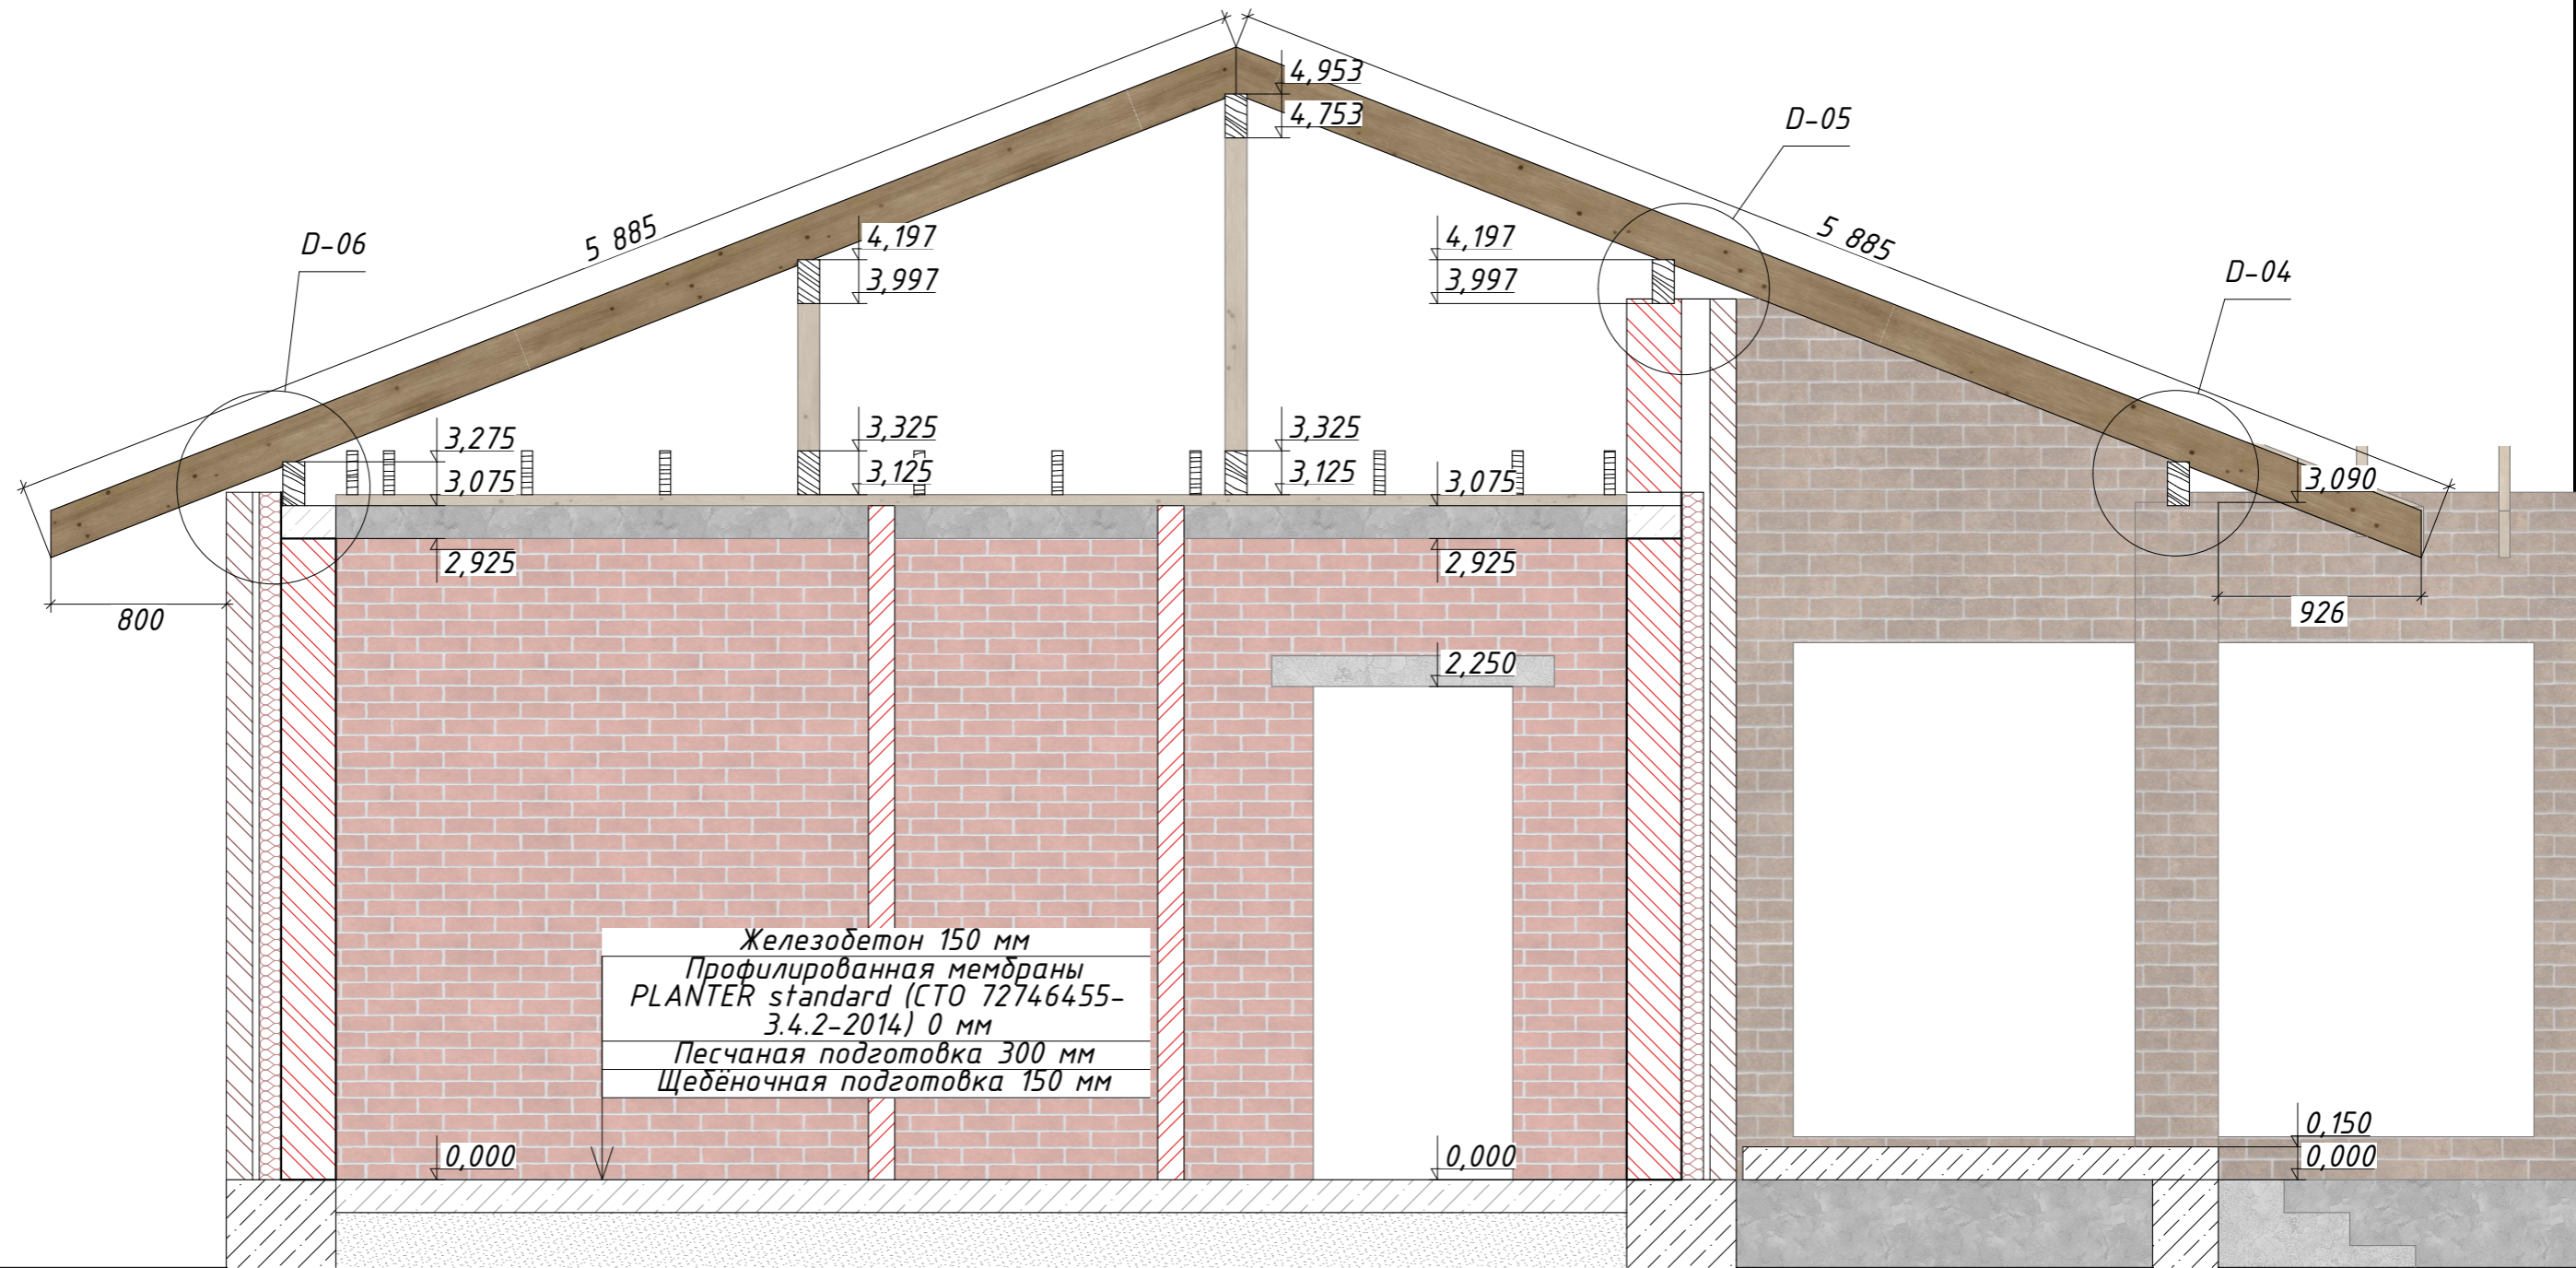 4,953
4,753
D-05
D-06
5 885
4,197
3,997
4,197
3,997
5 885
D-04
3,275
3,075
3,325
3,125
3,325
3,125
3,075
3,090
2,925
2,925
800
926
2,250
Железобетон 150 мм
Профилированная мембраны
PLANTER standard (СТО 72746455-
3.4.2-2014) 0 мм
Песчаная подготовка 300 мм
Щебёночная подготовка 150 мм
0,150
0,000
0,000
0,000